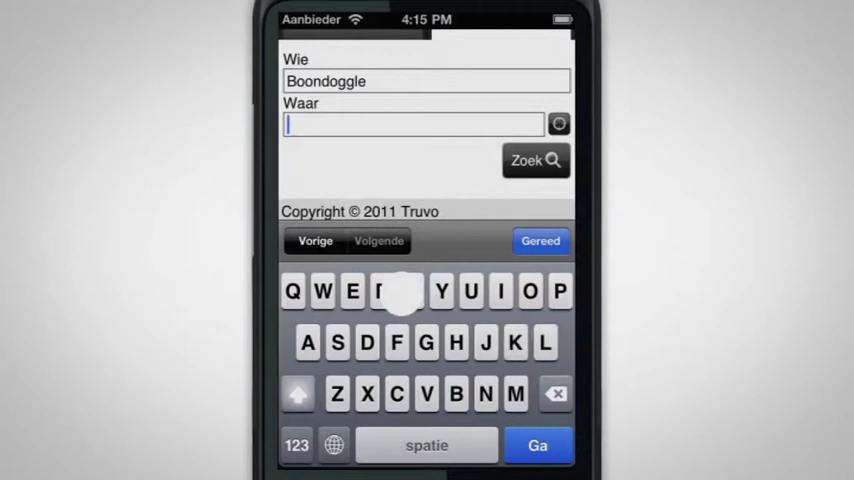 Aanbieder 4:15 PM
Wie
Boondoggle
Waar
Zoek
Copyright © 2011 Truvo
Vorige Volgende Gereed
Q W E Y U I O P
A S D F G H J K L
Z X C V B N M
123 spatie Ga